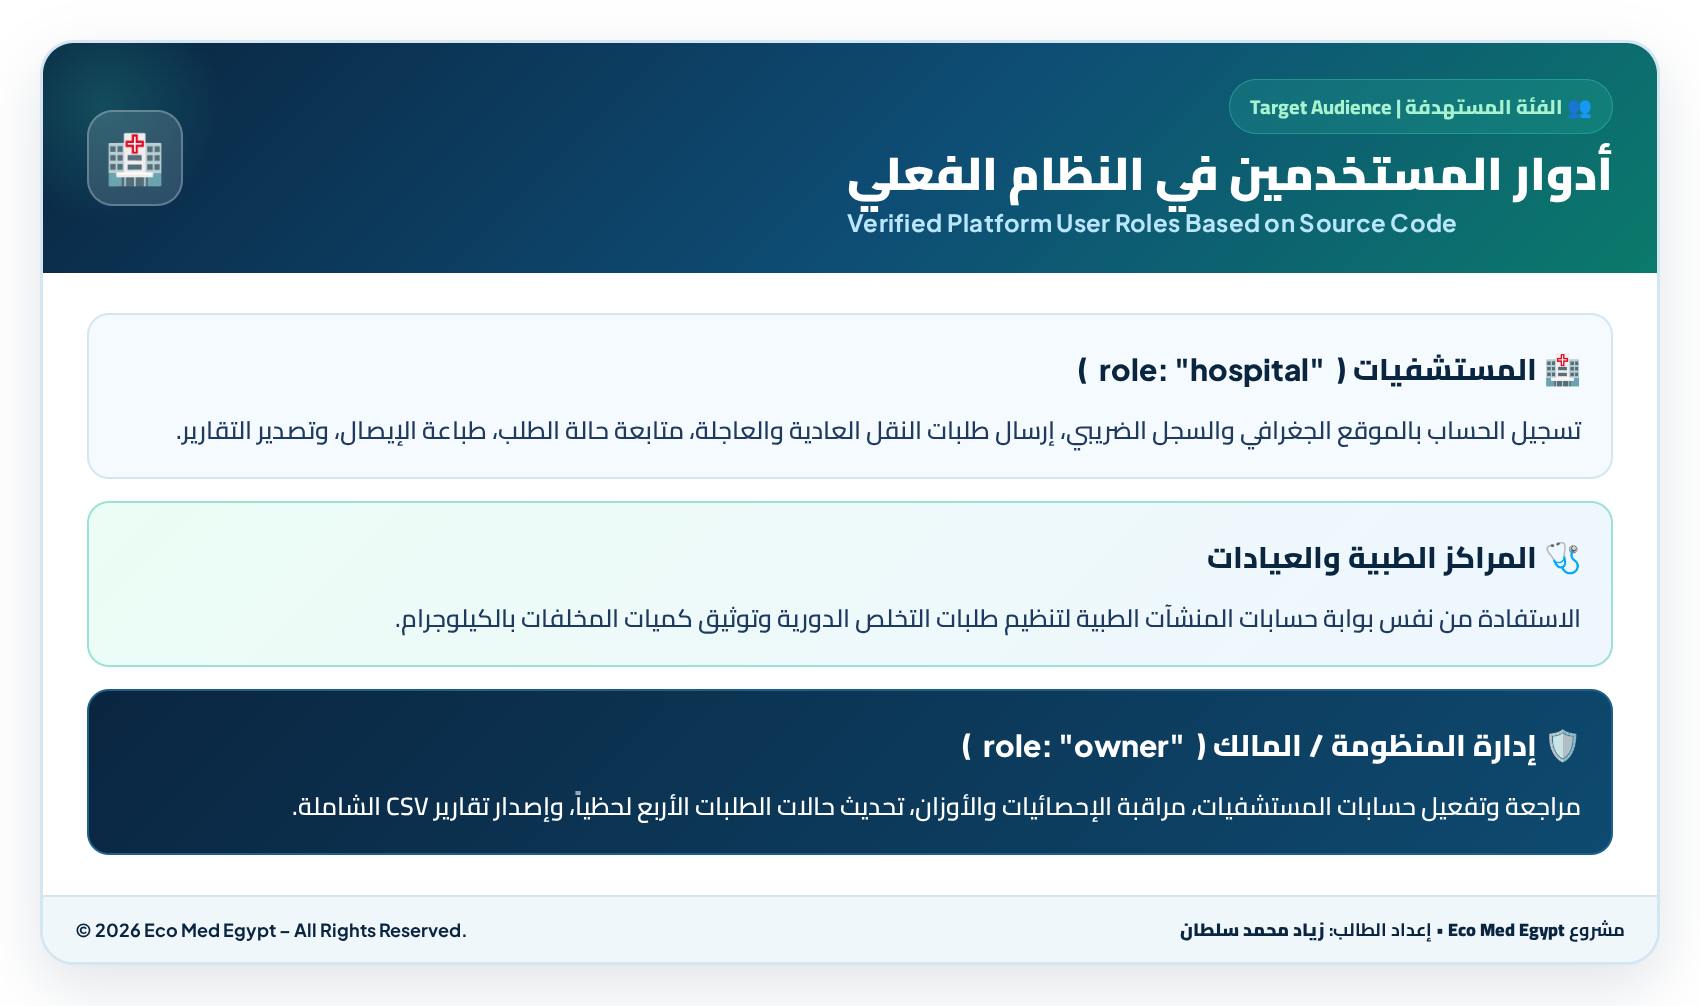 👥 الفئة المستهدفة | Target Audience
أدوار المستخدمين في النظام الفعلي
Verified Platform User Roles Based on Source Code
🏥 المستشفيات ( role: "hospital" )
تسجيل الحساب بالموقع الجغرافي والسجل الضريبي، إرسال طلبات النقل العادية والعاجلة، متابعة حالة الطلب، طباعة الإيصال، وتصدير التقارير.
🩺 المراكز الطبية والعيادات
الاستفادة من نفس بوابة حسابات المنشآت الطبية لتنظيم طلبات التخلص الدورية وتوثيق كميات المخلفات بالكيلوجرام.
🛡️ إدارة المنظومة / المالك ( role: "owner" )
مراجعة وتفعيل حسابات المستشفيات، مراقبة الإحصائيات والأوزان، تحديث حالات الطلبات الأربع لحظياً، وإصدار تقارير CSV الشاملة.
مشروع Eco Med Egypt • إعداد الطالب: زياد محمد سلطان
© 2026 Eco Med Egypt – All Rights Reserved.